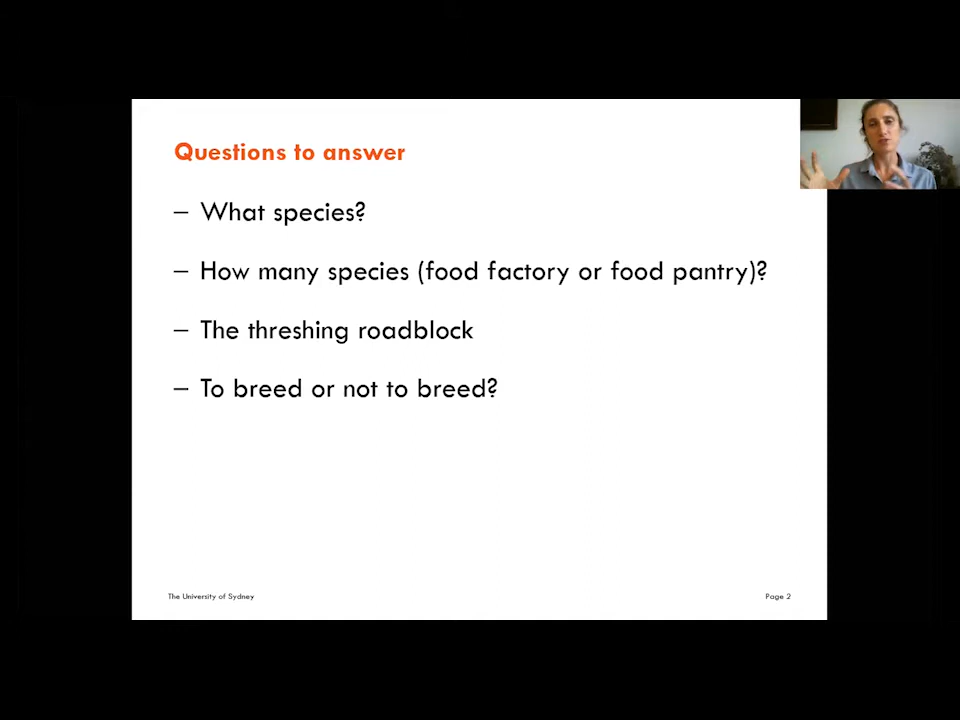 Questions to answer
– What species?
– How many species (food factory or food pantry)?
– The threshing roadblock
– To breed or not to breed?
The University of Sydney
Page 2